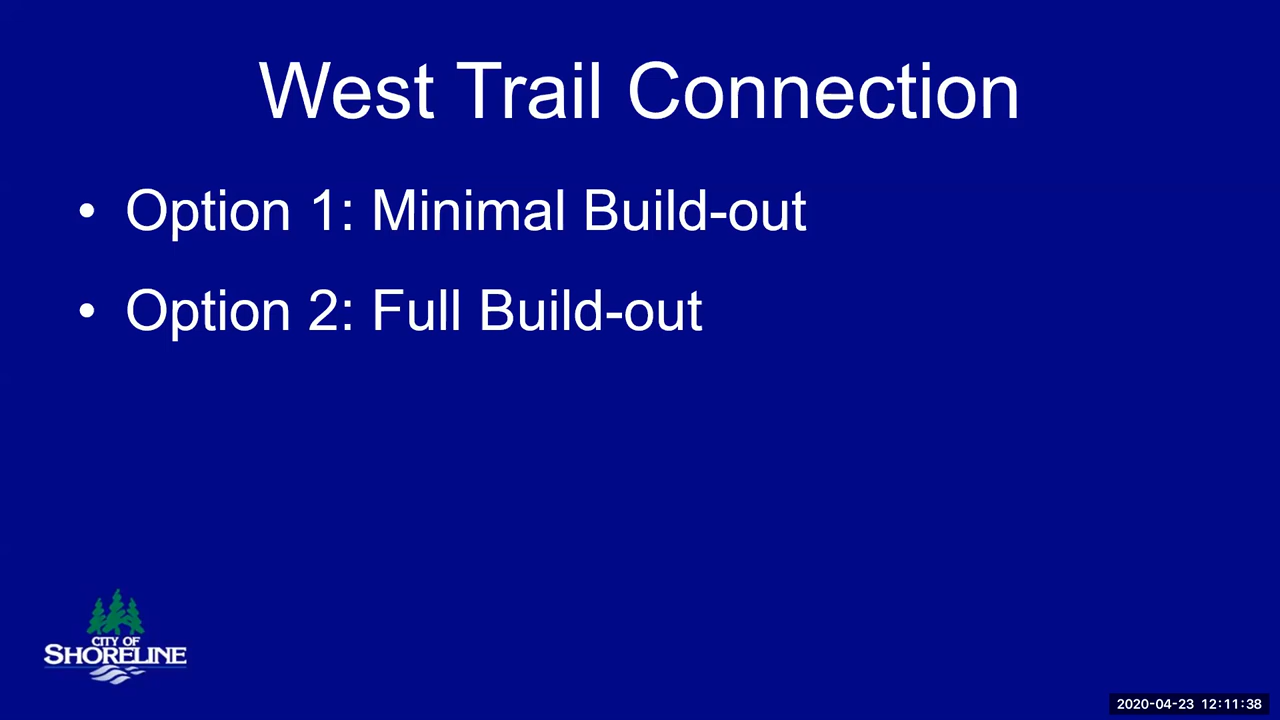 West Trail Connection
• Option 1: Minimal Build-out
• Option 2: Full Build-out
CITY OF
SHORELINE
2020-04-23 12:11:38